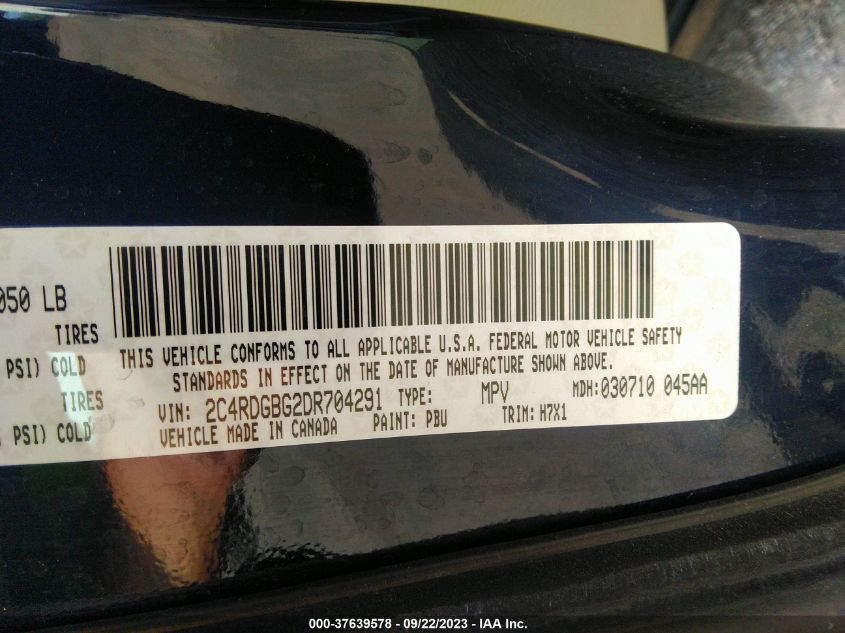 050 LB
TIRES
PSI) COLD
TIRES
PSI) COLD
THIS VEHICLE CONFORMS TO ALL APPLICABLE U.S.A. FEDERAL MOTOR VEHICLE SAFETY
STANDARDS IN EFFECT ON THE DATE OF MANUFACTURE SHOWN ABOVE.
VIN: 2C4RDGBG2DR704291 TYPE: MPV MDH: 030710 045AA
VEHICLE MADE IN CANADA PAINT: PBU TRIM: H7X1
000-37639578 - 09/22/2023 - IAA Inc.